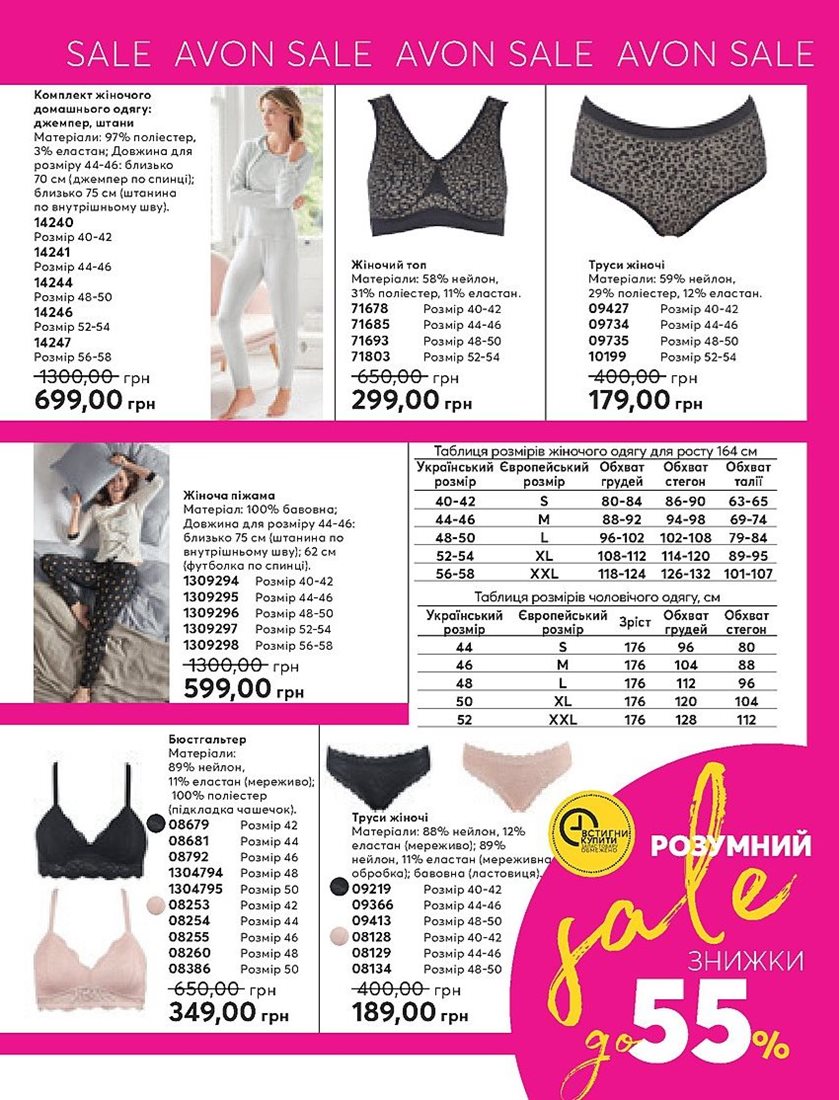 SALE AVON SALE AVON SALE AVON SALE
Комплект жіночого
домашнього одягу:
джемпер, штани
Матеріали: 97% поліестер,
3% еластан; Довжина для
розміру 44-46: близько
70 см (джемпер по спинці);
близько 75 см (штанина
по внутрішньому шву).
14240
Розмір 40-42
14241
Розмір 44-46
14244
Розмір 48-50
14246
Розмір 52-54
14247
Розмір 56-58
1300,00 грн
699,00 грн
Жіночий топ
Матеріали: 58% нейлон,
31% поліестер, 11% еластан.
71678 Розмір 40-42
71685 Розмір 44-46
71693 Розмір 48-50
71803 Розмір 52-54
650,00 грн
299,00 грн
Труси жіночі
Матеріали: 59% нейлон,
29% поліестер, 12% еластан.
09427 Розмір 40-42
09734 Розмір 44-46
09735 Розмір 48-50
10199 Розмір 52-54
400,00 грн
179,00 грн
Жіноча піжама
Матеріал: 100% бавовна;
Довжина для розміру 44-46:
близько 75 см (штанина по
внутрішньому шву); 62 см
(футболка по спинці).
1309294 Розмір 40-42
1309295 Розмір 44-46
1309296 Розмір 48-50
1309297 Розмір 52-54
1309298 Розмір 56-58
1300,00 грн
599,00 грн
Таблиця розмірів жіночого одягу для росту 164 см
Український Європейський Обхват Обхват Обхват
розмір розмір грудей стегон талії
40-42 S 80-84 86-90 63-65
44-46 M 88-92 94-98 69-74
48-50 L 96-102 102-108 79-84
52-54 XL 108-112 114-120 89-95
56-58 XXL 118-124 126-132 101-107
Таблиця розмірів чоловічого одягу, см
Український Європейський Зріст Обхват Обхват
розмір розмір грудей стегон
44 S 176 96 80
46 M 176 104 88
48 L 176 112 96
50 XL 176 120 104
52 XXL 176 128 112
Бюстгальтер
Матеріали:
89% нейлон,
11% еластан (мереживо);
100% поліестер
(підкладка чашечок).
08679 Розмір 42
08681 Розмір 44
08792 Розмір 46
1304794 Розмір 48
1304795 Розмір 50
08253 Розмір 42
08254 Розмір 44
08255 Розмір 46
08260 Розмір 48
08386 Розмір 50
650,00 грн
349,00 грн
Труси жіночі
Матеріали: 88% нейлон, 12%
еластан (мереживо); 89%
нейлон, 11% еластан (мереживна
обробка); бавовна (ластовиця).
09219 Розмір 40-42
09366 Розмір 44-46
09413 Розмір 48-50
08128 Розмір 40-42
08129 Розмір 44-46
08134 Розмір 48-50
400,00 грн
189,00 грн
ВСТИГНИ
КУПИТИ
ОБМЕЖЕНО
РОЗУМНИЙ
sale
ЗНИЖКИ
до 55%